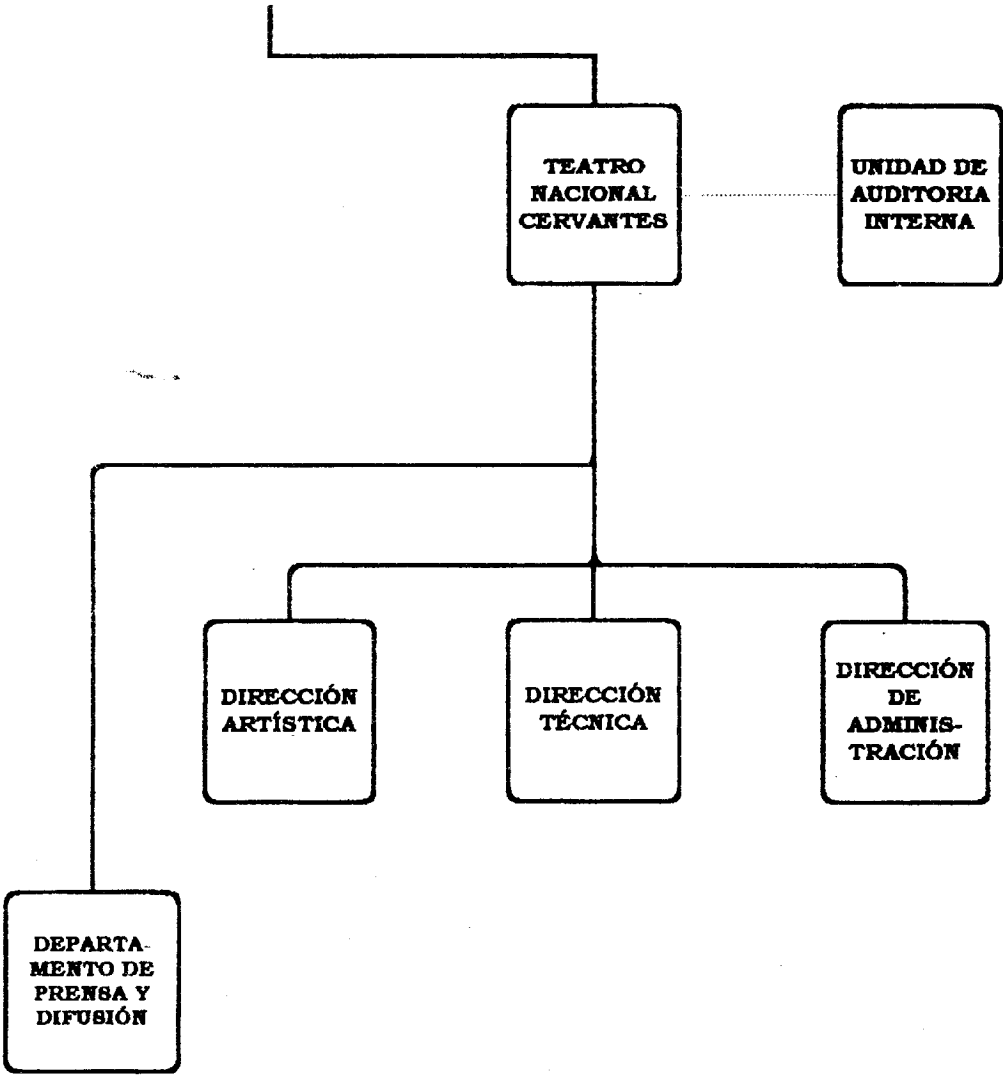 TEATRO
NACIONAL
CERVANTES
UNIDAD DE
AUDITORIA
INTERNA
DIRECCIÓN
ARTÍSTICA
DIRECCIÓN
TÉCNICA
DIRECCIÓN
DE
ADMINIS-
TRACIÓN
DEPARTA-
MENTO DE
PRENSA Y
DIFUSIÓN